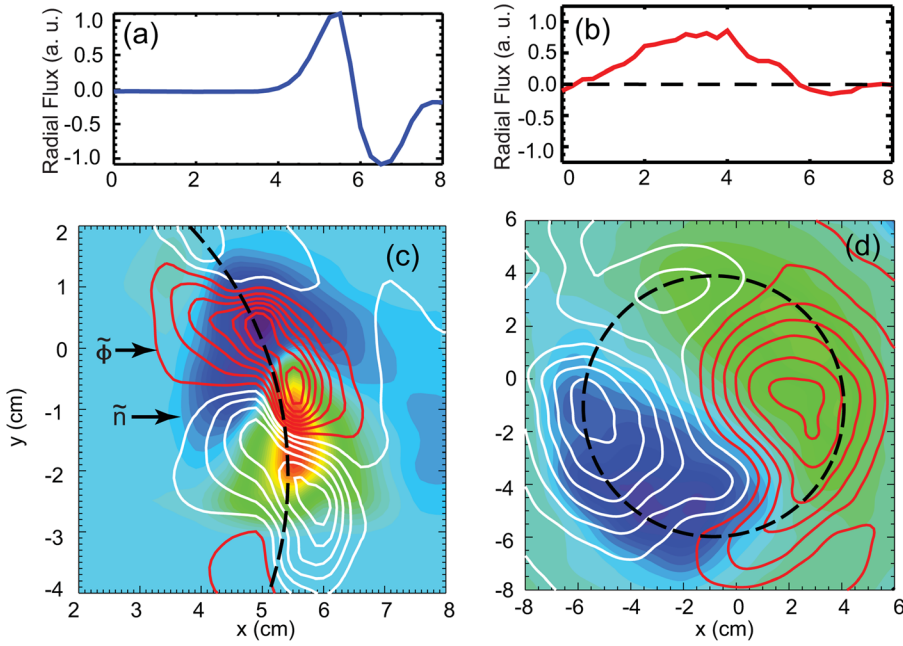 (a)
Radial Flux (a. u.)
1.0
0.5
0.0
-0.5
-1.0
0 2 4 6 8
(b)
Radial Flux (a. u.)
1.0
0.5
0.0
-0.5
-1.0
0 2 4 6 8
(c)
y (cm)
2
1
0
-1
-2
-3
-4
ϕ̃
ñ
2 3 4 5 6 7 8
x (cm)
(d)
6
4
2
0
-2
-4
-6
-8
-8 -6 -4 -2 0 2 4 6
x (cm)